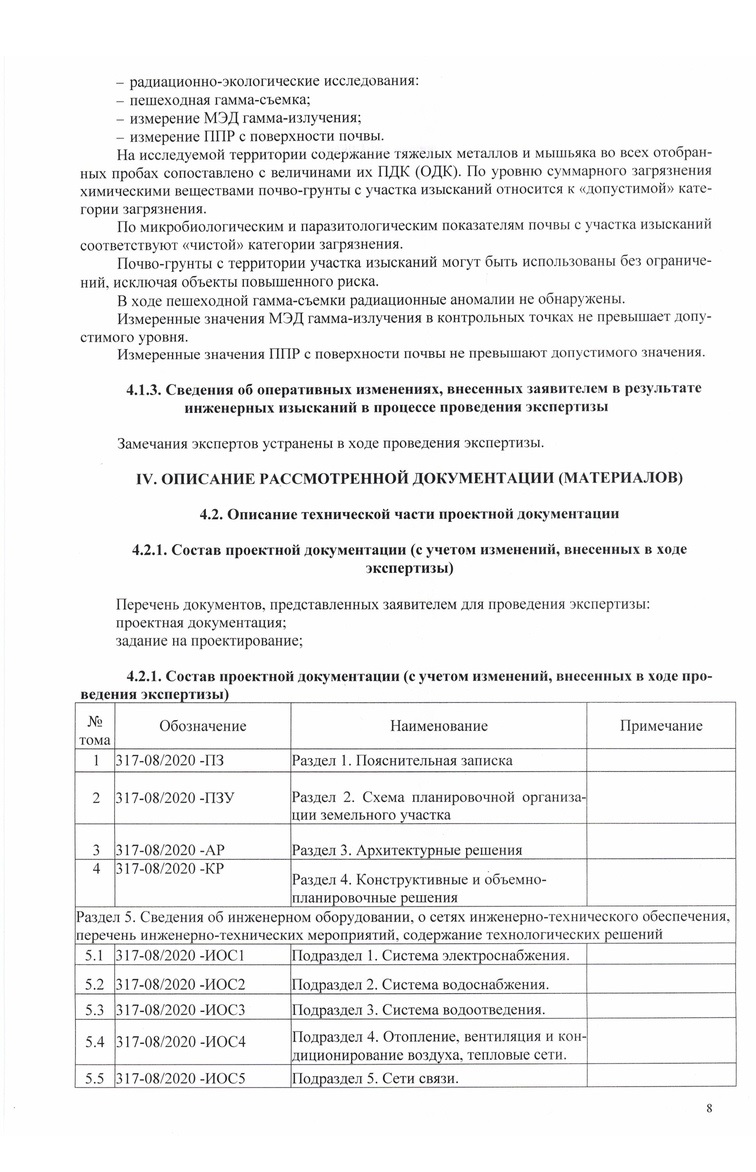 – радиационно-экологические исследования:
– пешеходная гамма-съемка;
– измерение МЭД гамма-излучения;
– измерение ППР с поверхности почвы.
На исследуемой территории содержание тяжелых металлов и мышьяка во всех отобран-
ных пробах сопоставлено с величинами их ПДК (ОДК). По уровню суммарного загрязнения
химическими веществами почво-грунты с участка изысканий относится к «допустимой» кате-
гории загрязнения.
По микробиологическим и паразитологическим показателям почвы с участка изысканий
соответствуют «чистой» категории загрязнения.
Почво-грунты с территории участка изысканий могут быть использованы без ограниче-
ний, исключая объекты повышенного риска.
В ходе пешеходной гамма-съемки радиационные аномалии не обнаружены.
Измеренные значения МЭД гамма-излучения в контрольных точках не превышает допу-
стимого уровня.
Измеренные значения ППР с поверхности почвы не превышают допустимого значения.
4.1.3. Сведения об оперативных изменениях, внесенных заявителем в результате
инженерных изысканий в процессе проведения экспертизы
Замечания экспертов устранены в ходе проведения экспертизы.
IV. ОПИСАНИЕ РАССМОТРЕННОЙ ДОКУМЕНТАЦИИ (МАТЕРИАЛОВ)
4.2. Описание технической части проектной документации
4.2.1. Состав проектной документации (с учетом изменений, внесенных в ходе
экспертизы)
Перечень документов, представленных заявителем для проведения экспертизы:
проектная документация;
задание на проектирование;
4.2.1. Состав проектной документации (с учетом изменений, внесенных в ходе про-
ведения экспертизы)
№
тома
Обозначение
Наименование
Примечание
1
317-08/2020 -ПЗ
Раздел 1. Пояснительная записка
2
317-08/2020 -ПЗУ
Раздел 2. Схема планировочной организа-
ции земельного участка
3
317-08/2020 -АР
Раздел 3. Архитектурные решения
4
317-08/2020 -КР
Раздел 4. Конструктивные и объемно-
планировочные решения
Раздел 5. Сведения об инженерном оборудовании, о сетях инженерно-технического обеспечения,
перечень инженерно-технических мероприятий, содержание технологических решений
5.1
317-08/2020 -ИОС1
Подраздел 1. Система электроснабжения.
5.2
317-08/2020 -ИОС2
Подраздел 2. Система водоснабжения.
5.3
317-08/2020 -ИОС3
Подраздел 3. Система водоотведения.
5.4
317-08/2020 -ИОС4
Подраздел 4. Отопление, вентиляция и кон-
диционирование воздуха, тепловые сети.
5.5
317-08/2020 -ИОС5
Подраздел 5. Сети связи.
8